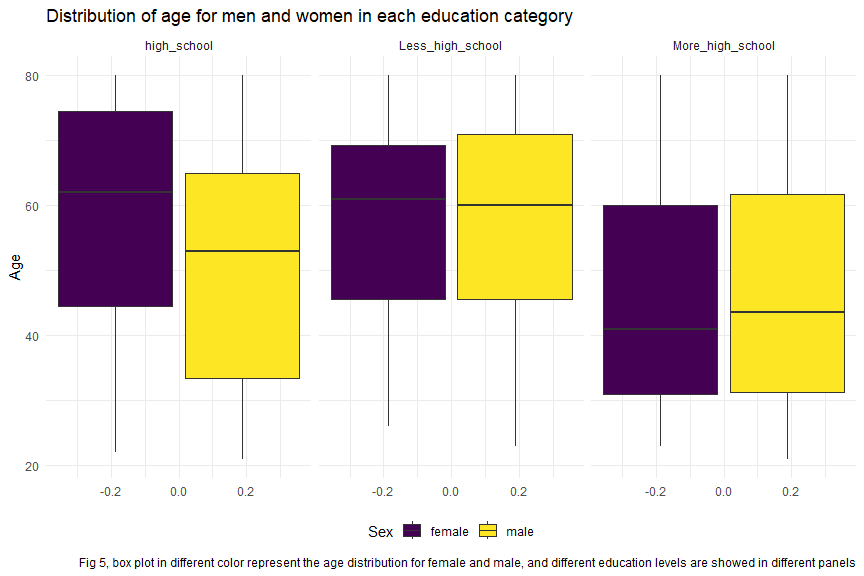 Distribution of age for men and women in each education category
high_school Less_high_school More_high_school
80
60
40
20
Age
-0.2 0.0 0.2 -0.2 0.0 0.2 -0.2 0.0 0.2
Sex female male
Fig 5, box plot in different color represent the age distribution for female and male, and different education levels are showed in different panels